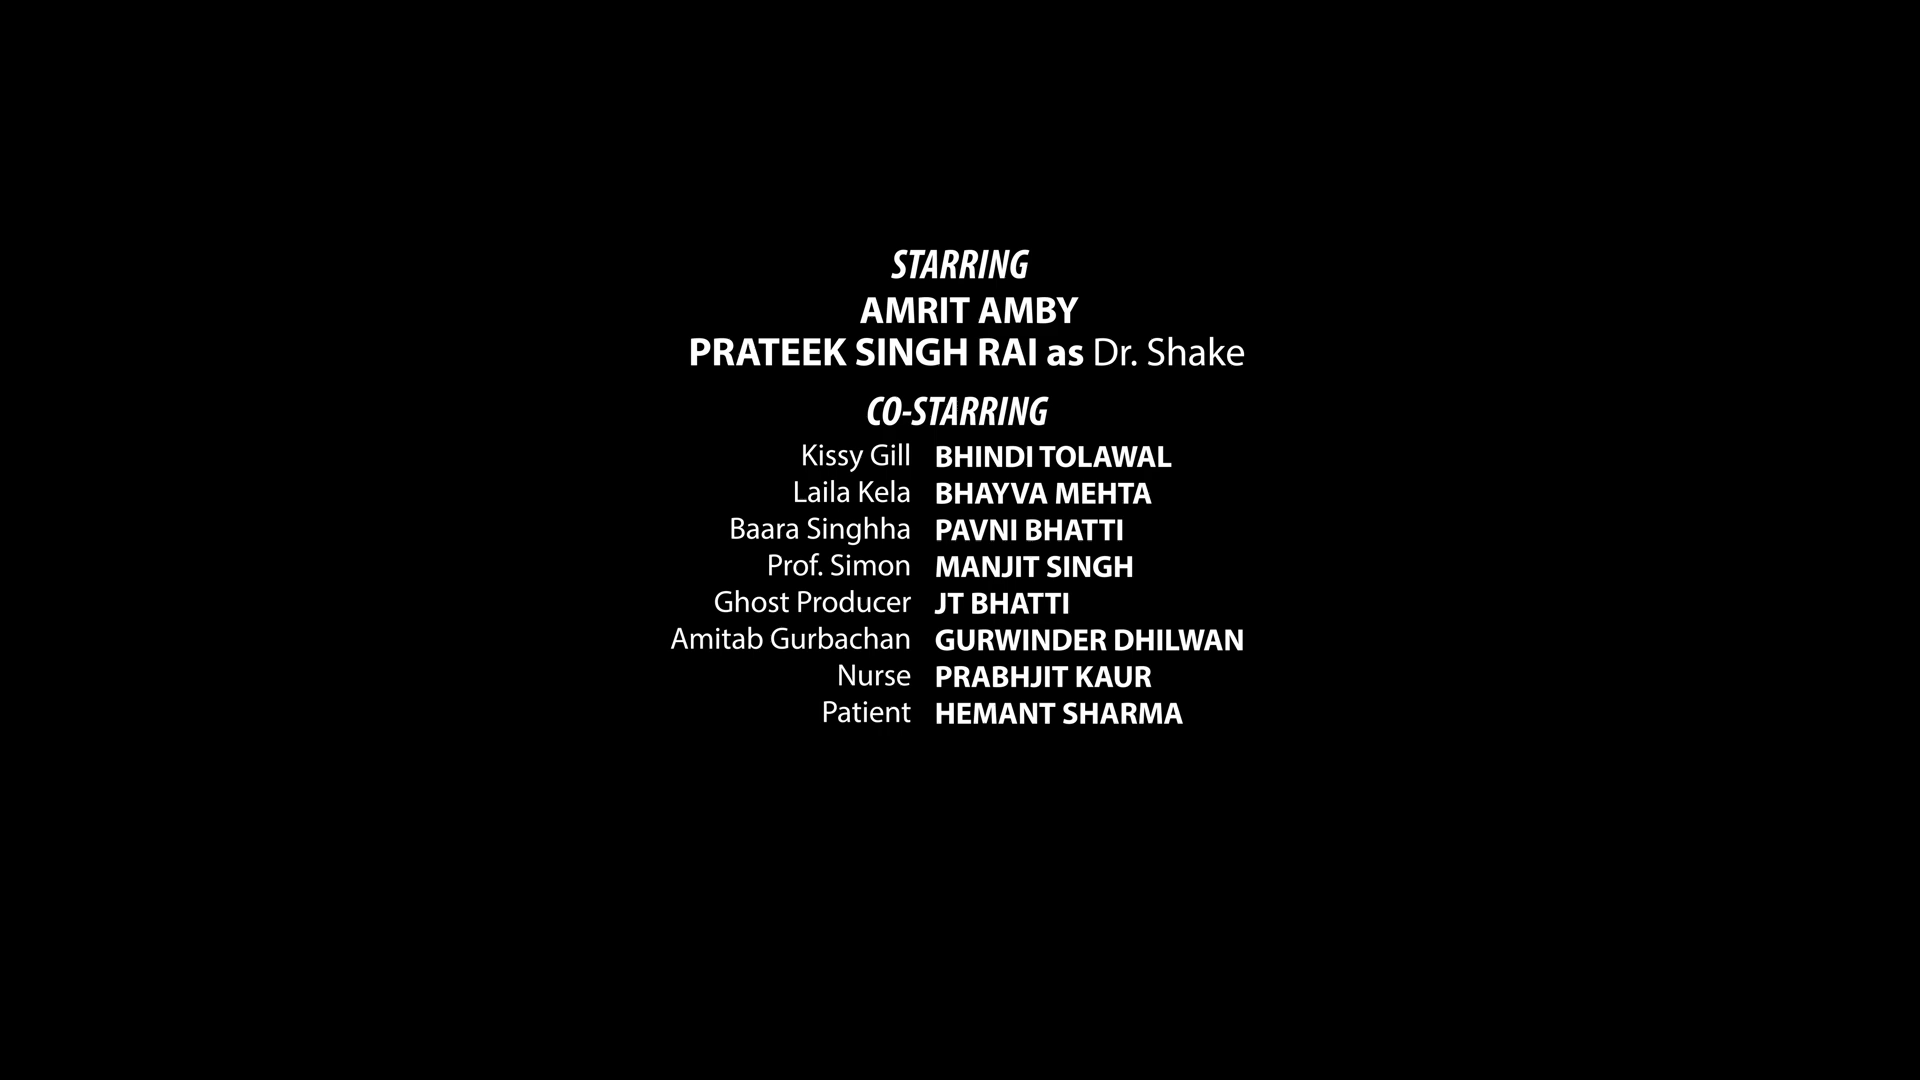 STARRING
AMRIT AMBY
PRATEEK SINGH RAI as Dr. Shake
CO-STARRING
Kissy Gill BHINDI TOLAWAL
Laila Kela BHAYVA MEHTA
Baara Singhha PAVNI BHATTI
Prof. Simon MANJIT SINGH
Ghost Producer JT BHATTI
Amitab Gurbachan GURWINDER DHILWAN
Nurse PRABHJIT KAUR
Patient HEMANT SHARMA